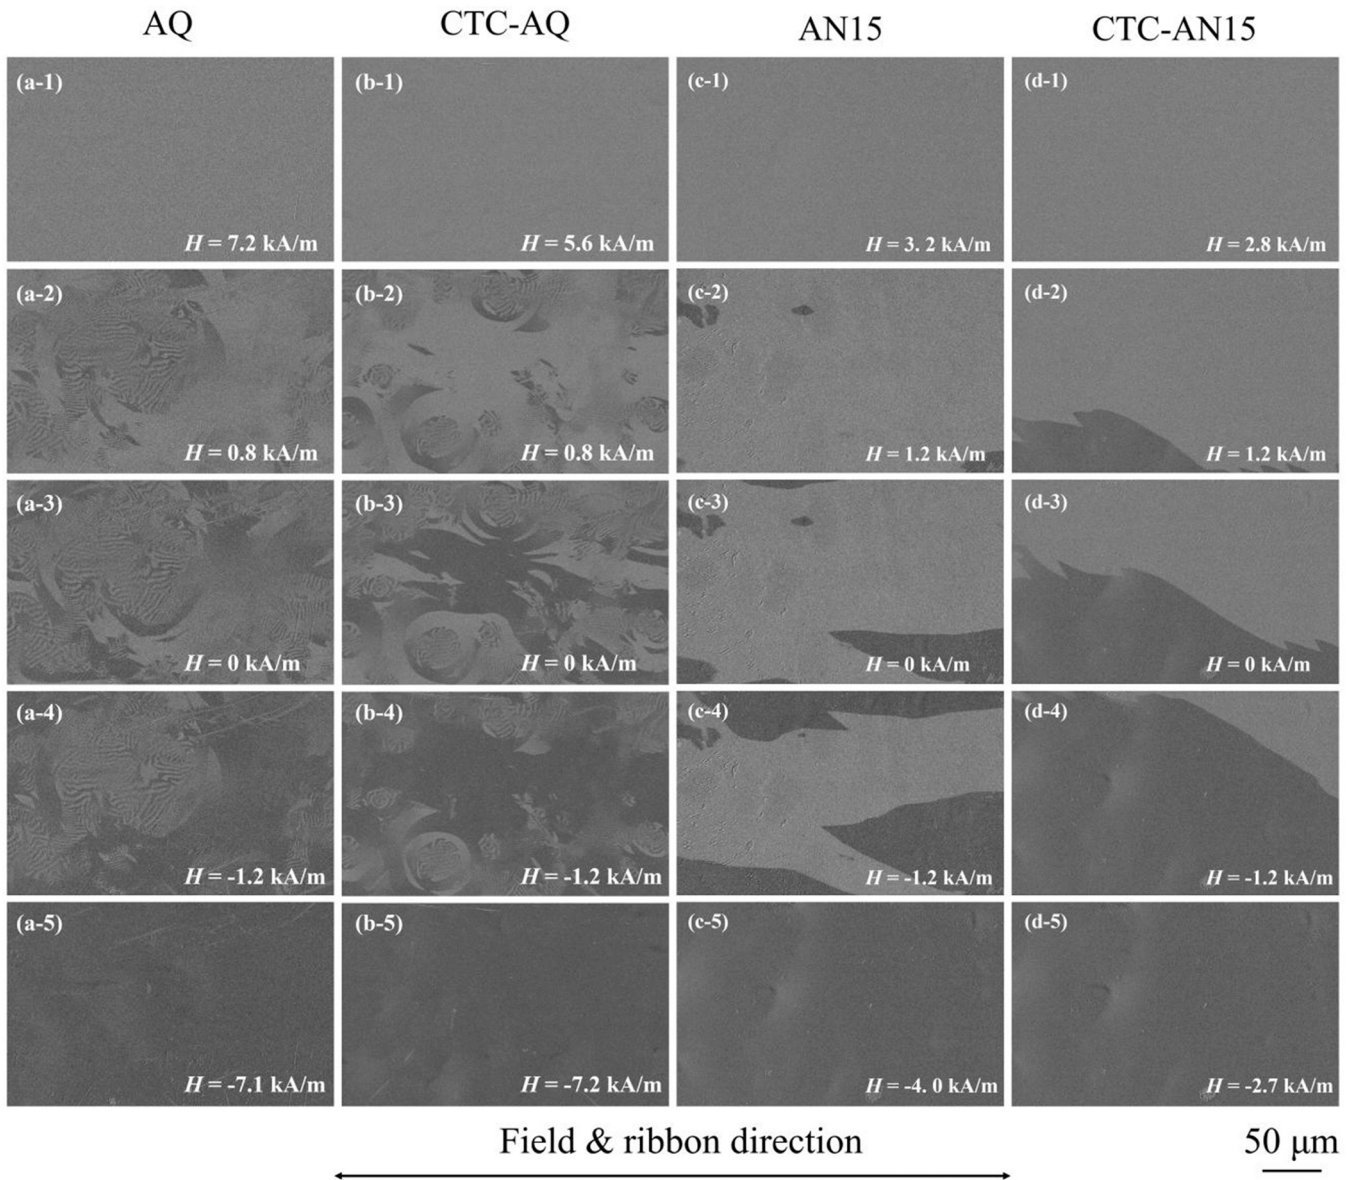 AQ CTC-AQ AN15 CTC-AN15
(a-1) (b-1) (c-1) (d-1)
H = 7.2 kA/m H = 5.6 kA/m H = 3. 2 kA/m H = 2.8 kA/m
(a-2) (b-2) (c-2) (d-2)
H = 0.8 kA/m H = 0.8 kA/m H = 1.2 kA/m H = 1.2 kA/m
(a-3) (b-3) (c-3) (d-3)
H = 0 kA/m H = 0 kA/m H = 0 kA/m H = 0 kA/m
(a-4) (b-4) (c-4) (d-4)
H = -1.2 kA/m H = -1.2 kA/m H = -1.2 kA/m H = -1.2 kA/m
(a-5) (b-5) (c-5) (d-5)
H = -7.1 kA/m H = -7.2 kA/m H = -4. 0 kA/m H = -2.7 kA/m
Field & ribbon direction 50 μm